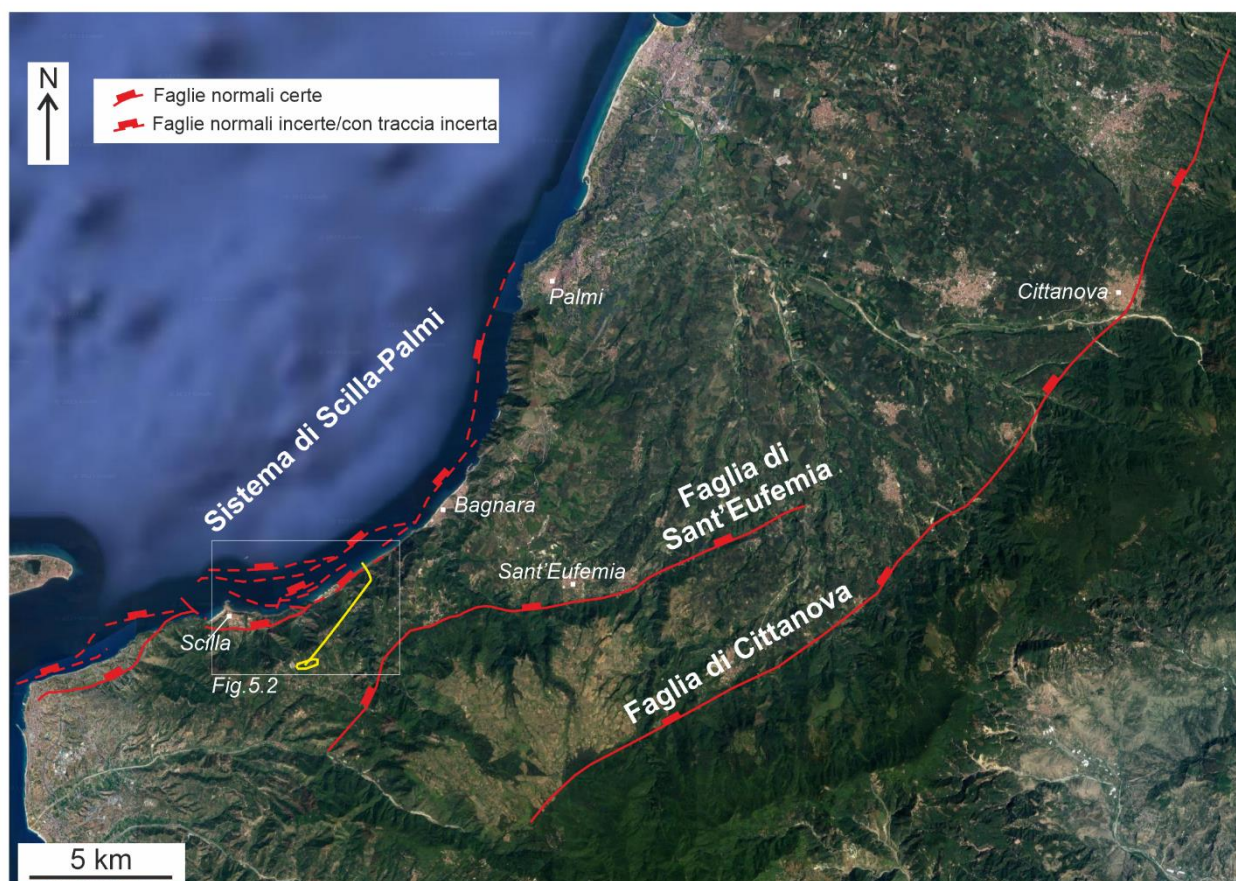 N
Faglie normali certe
Faglie normali incerte/con traccia incerta
Palmi
Cittanova
Sistema di Scilla-Palmi
Bagnara
Faglia di
Sant'Eufemia
Sant'Eufemia
Faglia di Cittanova
Scilla
Fig.5.2
5 km